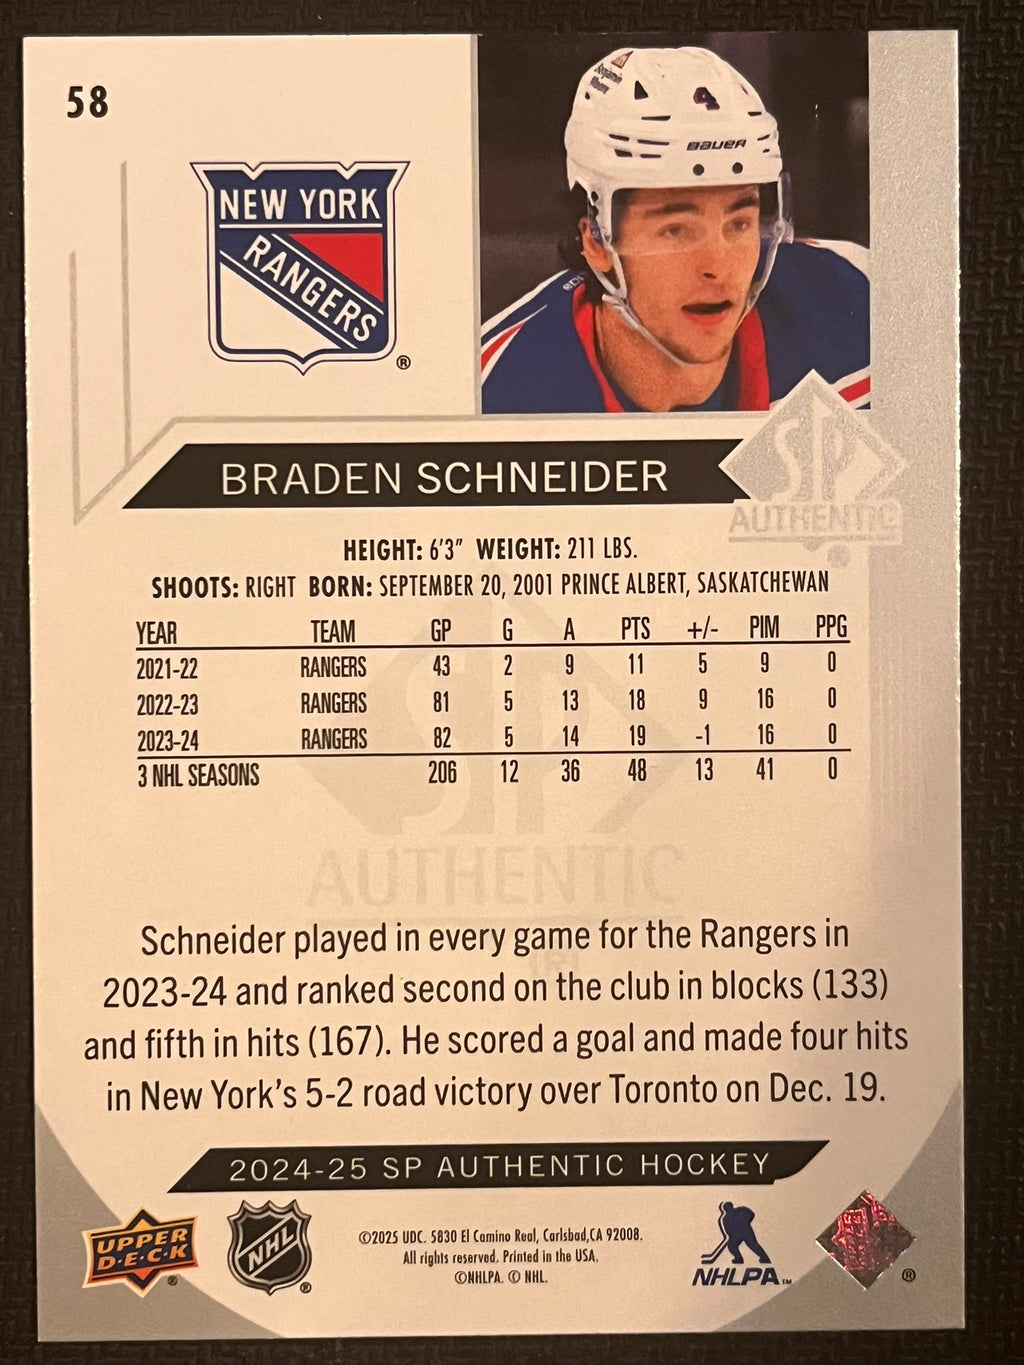 58
NEW YORK
RANGERS
®
4
BAUER
BRADEN SCHNEIDER
SP
AUTHENTIC
HEIGHT: 6'3" WEIGHT: 211 LBS.
SHOOTS: RIGHT BORN: SEPTEMBER 20, 2001 PRINCE ALBERT, SASKATCHEWAN
YEAR TEAM GP G A PTS +/- PIM PPG
2021-22 RANGERS 43 2 9 11 5 9 0
2022-23 RANGERS 81 5 13 18 9 16 0
2023-24 RANGERS 82 5 14 19 -1 16 0
3 NHL SEASONS 206 12 36 48 13 41 0
SP
AUTHENTIC
®
Schneider played in every game for the Rangers in
2023-24 and ranked second on the club in blocks (133)
and fifth in hits (167). He scored a goal and made four hits
in New York's 5-2 road victory over Toronto on Dec. 19.
2024-25 SP AUTHENTIC HOCKEY
UPPER
D·E·C·K
®
NHL
®
©2025 UDC. 5830 El Camino Real, Carlsbad,CA 92008.
All rights reserved. Printed in the USA.
©NHLPA. © NHL.
NHLPA™
®